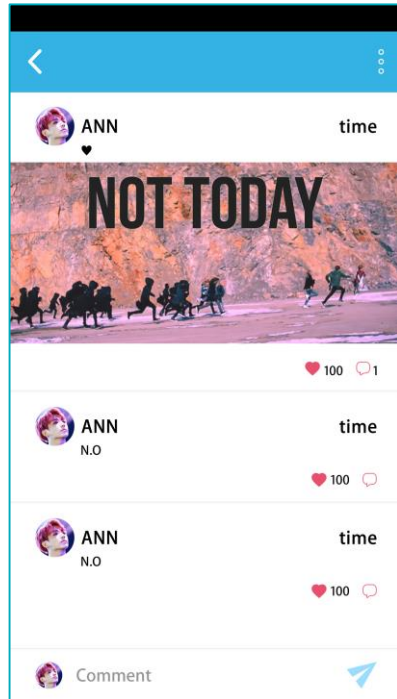 ANN time
♥
NOT TODAY
100 1
ANN time
N.O
100
ANN time
N.O
100
Comment